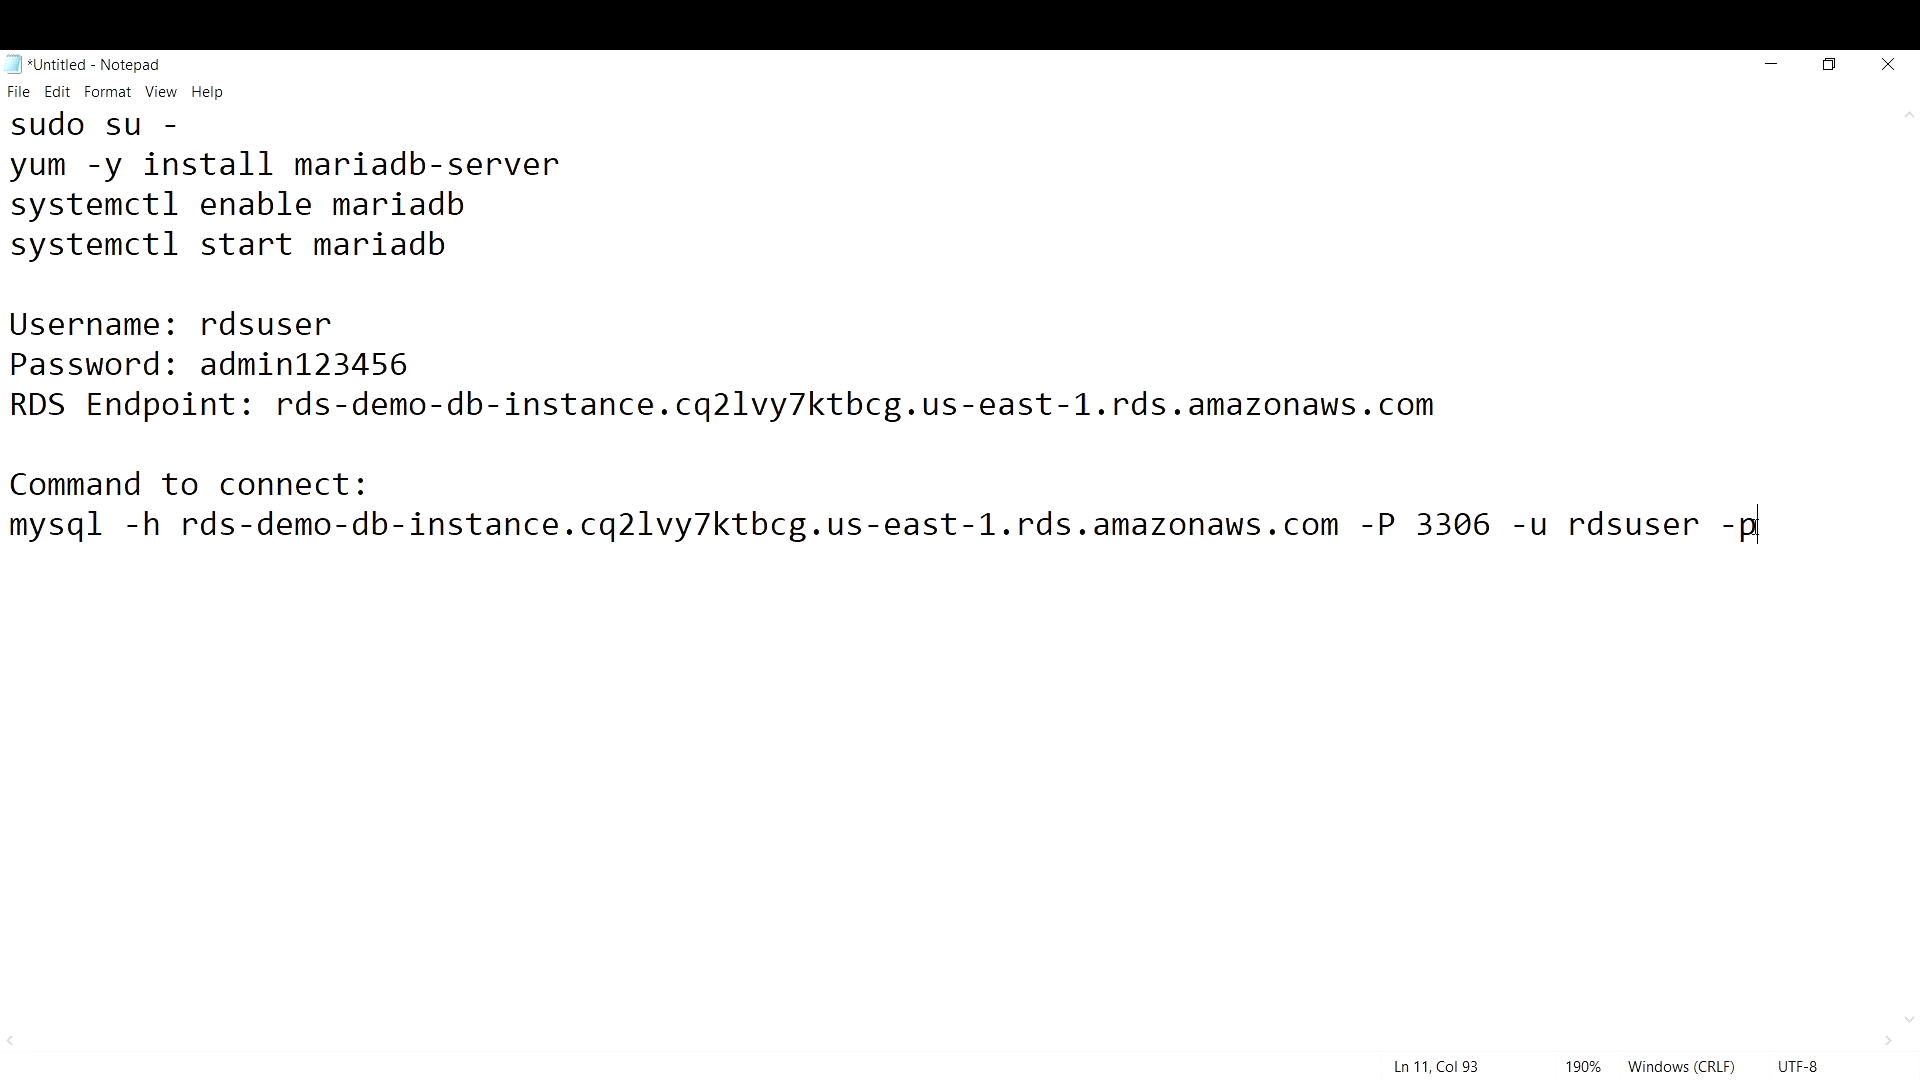 *Untitled - Notepad
File Edit Format View Help
sudo su -
yum -y install mariadb-server
systemctl enable mariadb
systemctl start mariadb
Username: rdsuser
Password: admin123456
RDS Endpoint: rds-demo-db-instance.cq2lvy7ktbcg.us-east-1.rds.amazonaws.com
Command to connect:
mysql -h rds-demo-db-instance.cq2lvy7ktbcg.us-east-1.rds.amazonaws.com -P 3306 -u rdsuser -p
Ln 11, Col 93 190% Windows (CRLF) UTF-8